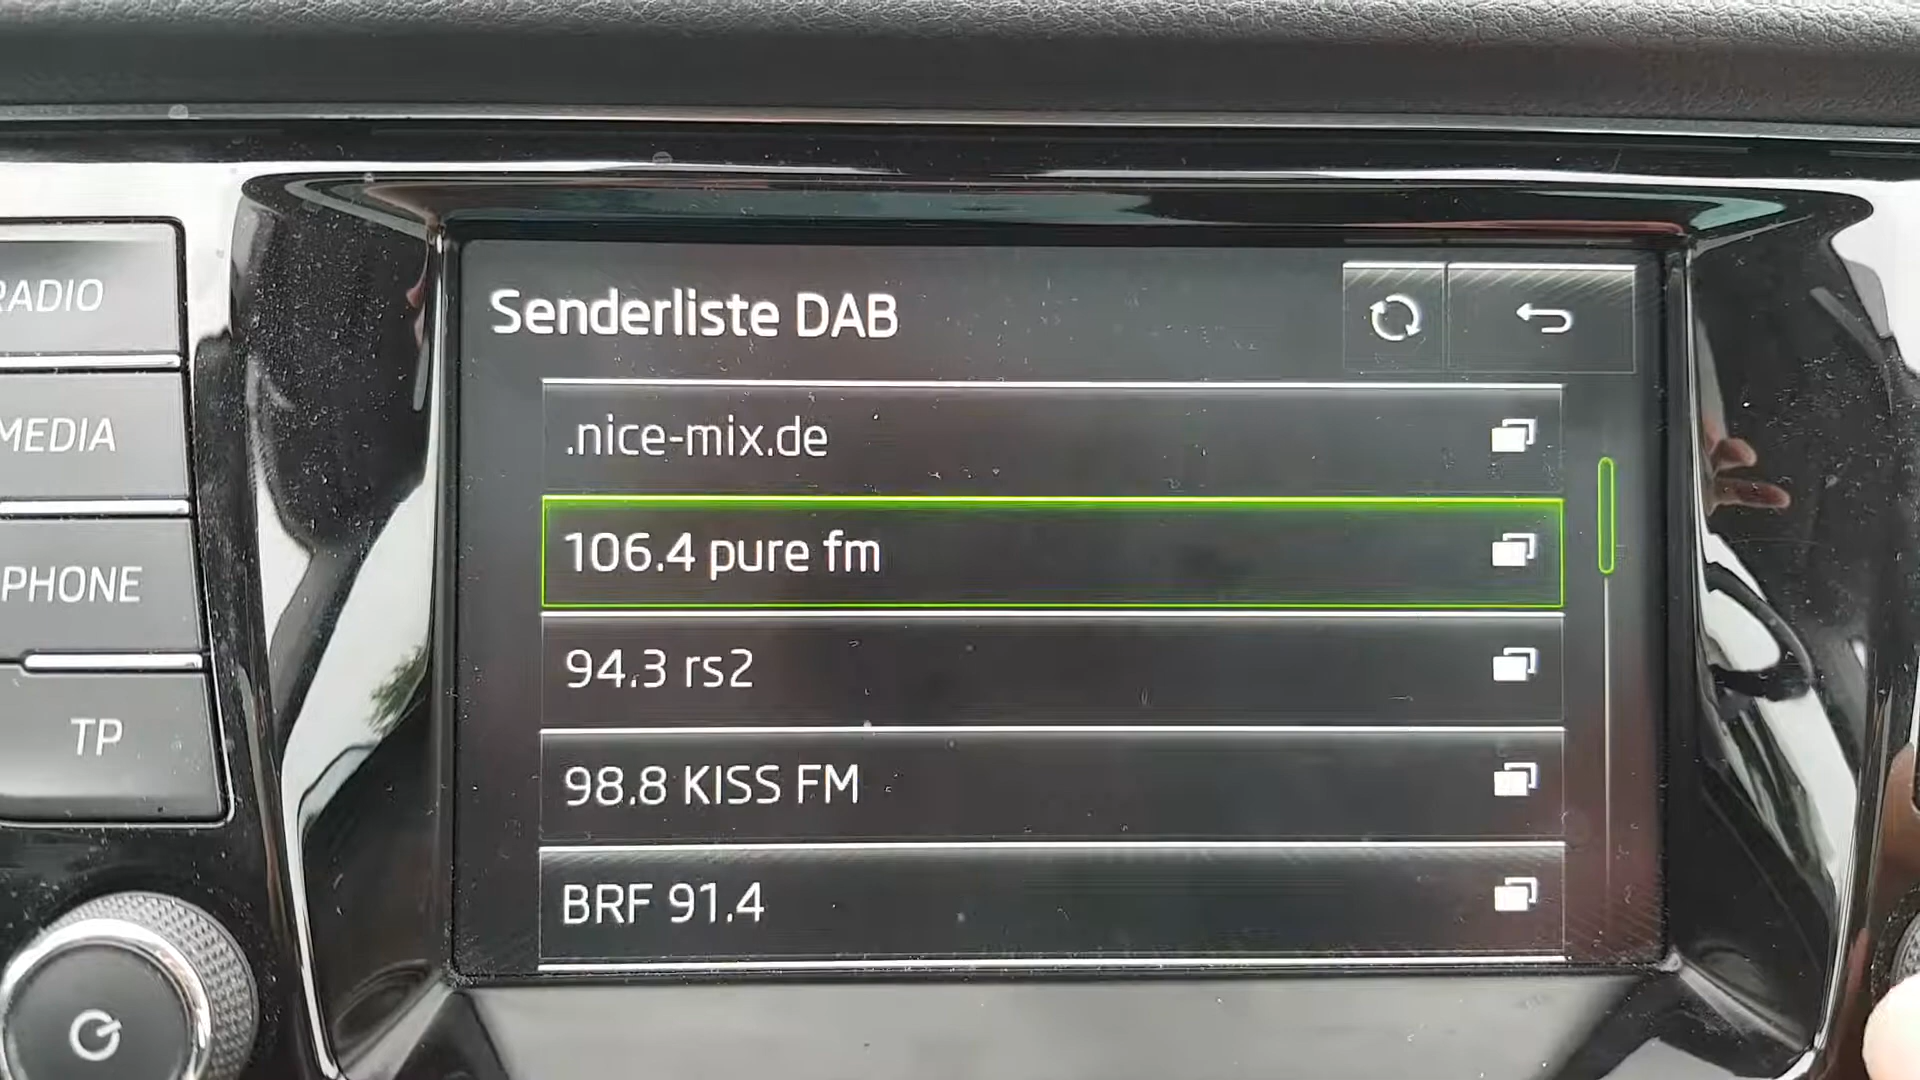 RADIO
MEDIA
PHONE
TP
Senderliste DAB
.nice-mix.de
106.4 pure fm
94.3 rs2
98.8 KISS FM
BRF 91.4